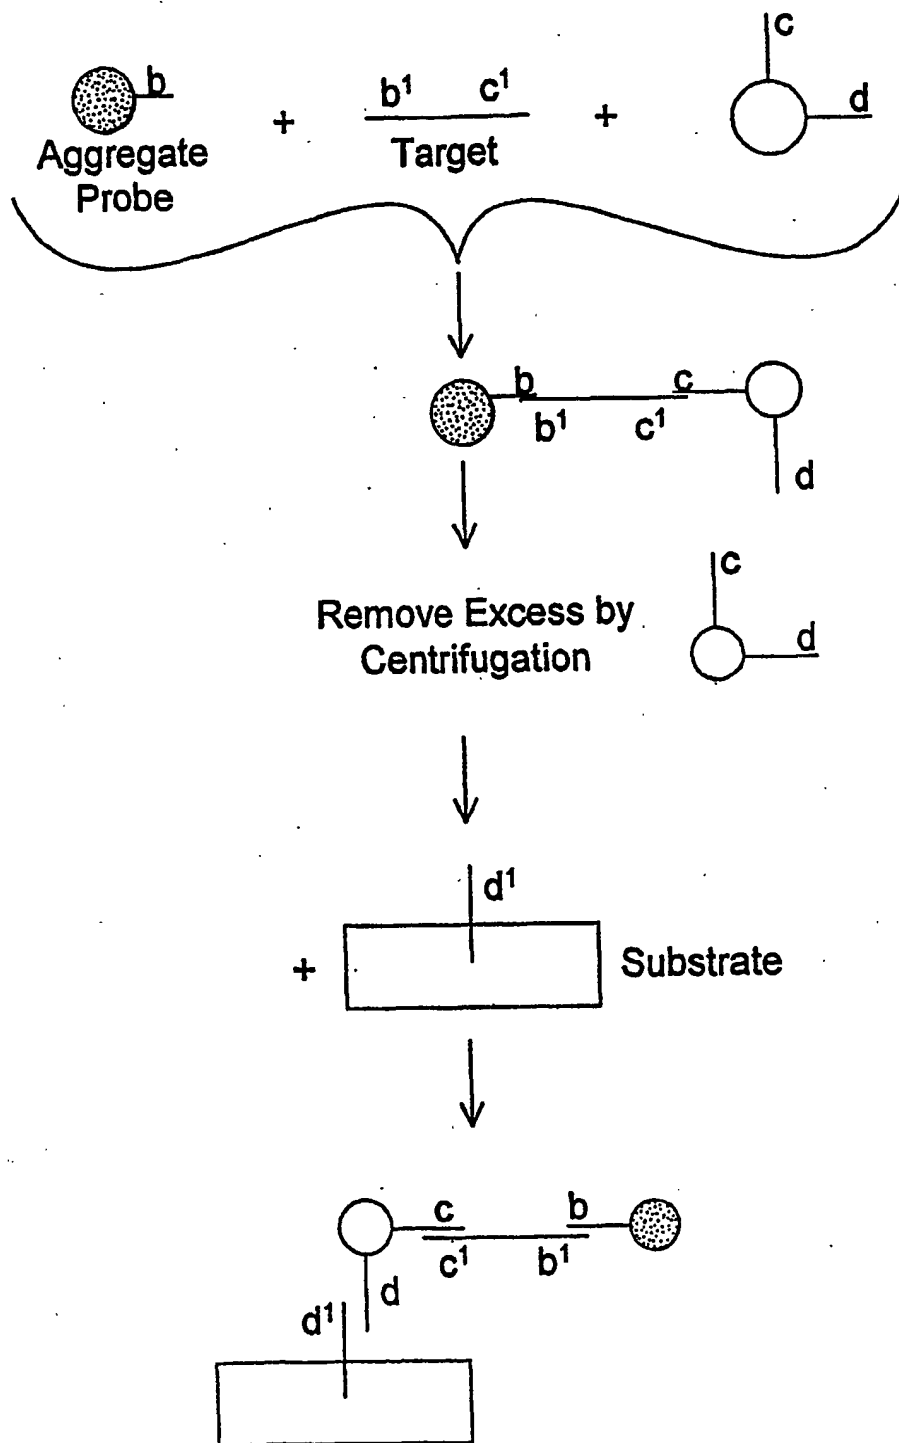 c
b
b¹ c¹
d
+
+
Aggregate
Probe
Target
b
c
b¹
c¹
d
c
Remove Excess by
Centrifugation
d
d¹
+
Substrate
c
b
c¹
b¹
d
d¹